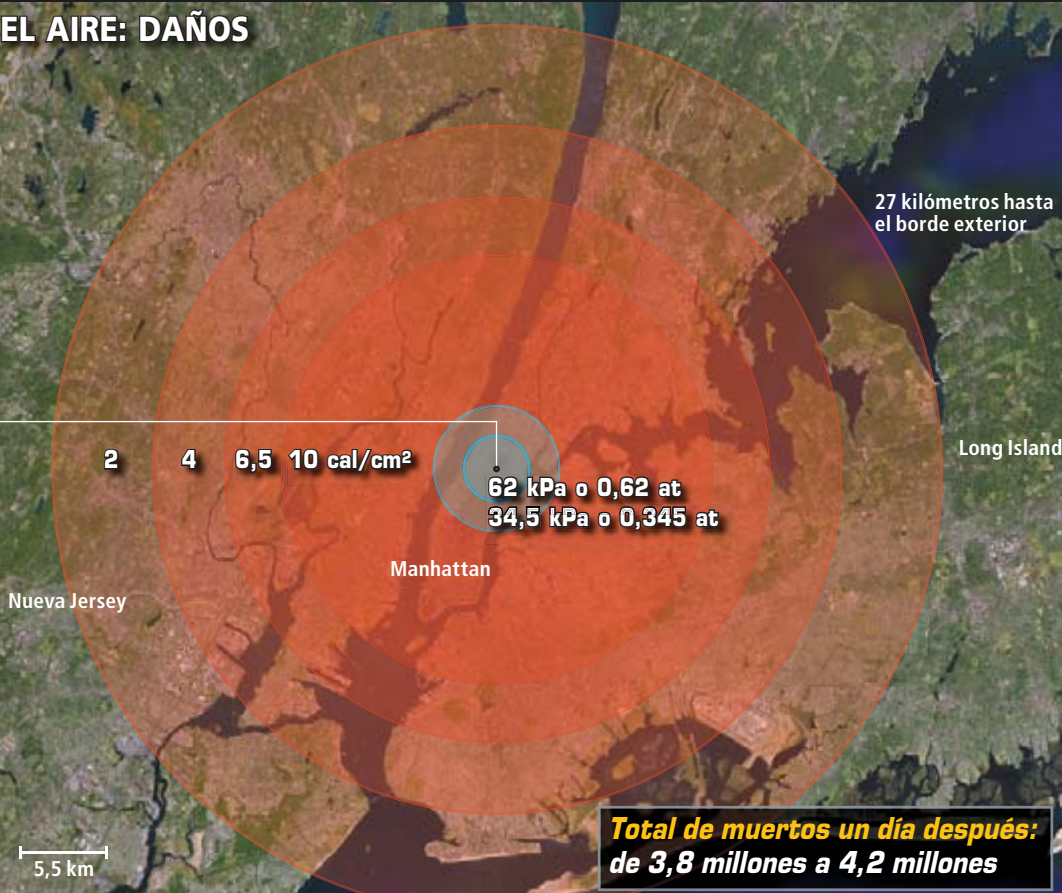 EL AIRE: DAÑOS
27 kilómetros hasta
el borde exterior
Long Island
2 4 6,5 10 cal/cm²
62 kPa o 0,62 at
34,5 kPa o 0,345 at
Manhattan
Nueva Jersey
Total de muertos un día después:
de 3,8 millones a 4,2 millones
5,5 km